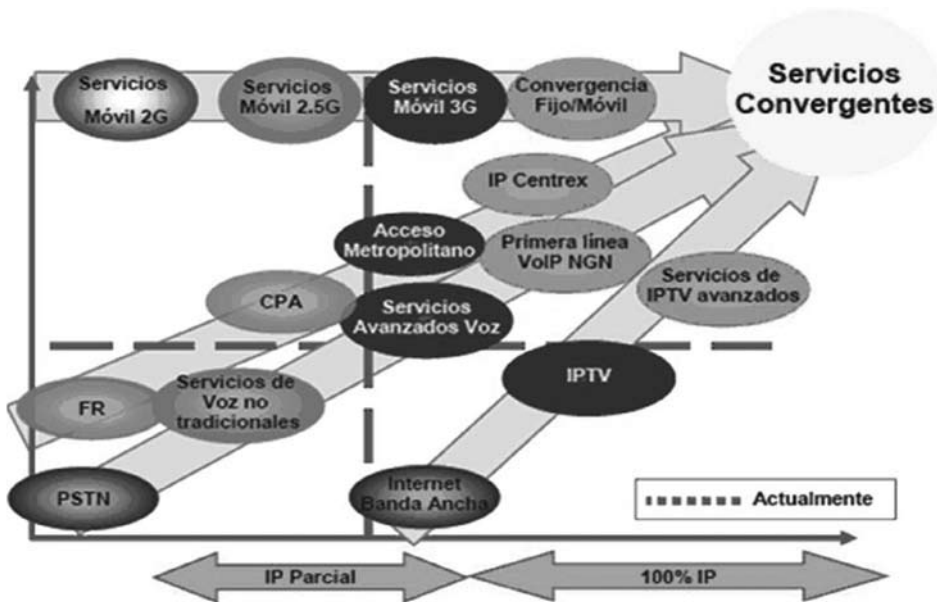 Servicios
Móvil 2G
Servicios
Móvil 2.5G
Servicios
Móvil 3G
Convergencia
Fijo/Móvil
Servicios
Convergentes
IP Centrex
Acceso
Metropolitano
Primera línea
VoIP NGN
CPA
Servicios
Avanzados Voz
Servicios de
IPTV avanzados
FR
Servicios de
Voz no
tradicionales
IPTV
PSTN
Internet
Banda Ancha
Actualmente
IP Parcial
100% IP